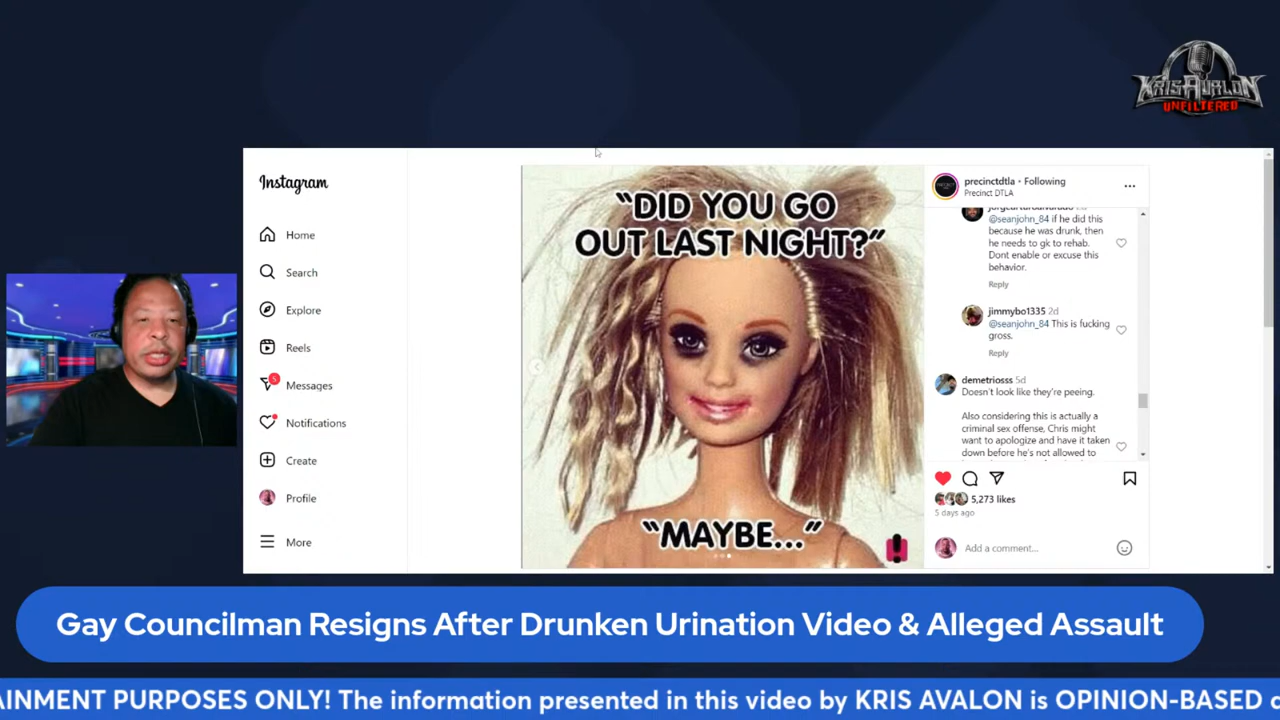 KRIS AVALON
UNFILTERED
Instagram
Home
Search
Explore
Reels
5
Messages
Notifications
Create
Profile
More
"DID YOU GO
OUT LAST NIGHT?"
"MAYBE..."
precinctdtla • Following
Precinct DTLA
@seanjohn_84 if he did this
because he was drunk, then
he needs to gk to rehab.
Dont enable or excuse this
behavior.
Reply
jimmybo1335 2d
@seanjohn_84 This is fucking
gross.
Reply
demetriosss 5d
Doesn't look like they're peeing.
Also considering this is actually a
criminal sex offense, Chris might
want to apologize and have it taken
down before he's not allowed to
5,273 likes
5 days ago
Add a comment...
Gay Councilman Resigns After Drunken Urination Video & Alleged Assault
AINMENT PURPOSES ONLY! The information presented in this video by KRIS AVALON is OPINION-BASED